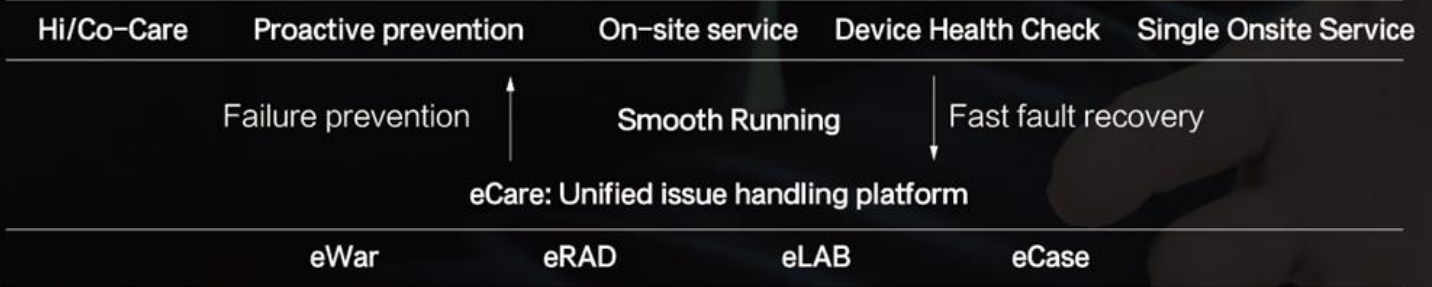 Hi/Co-Care Proactive prevention On-site service Device Health Check Single Onsite Service
Failure prevention Smooth Running Fast fault recovery
eCare: Unified issue handling platform
eWar eRAD eLAB eCase